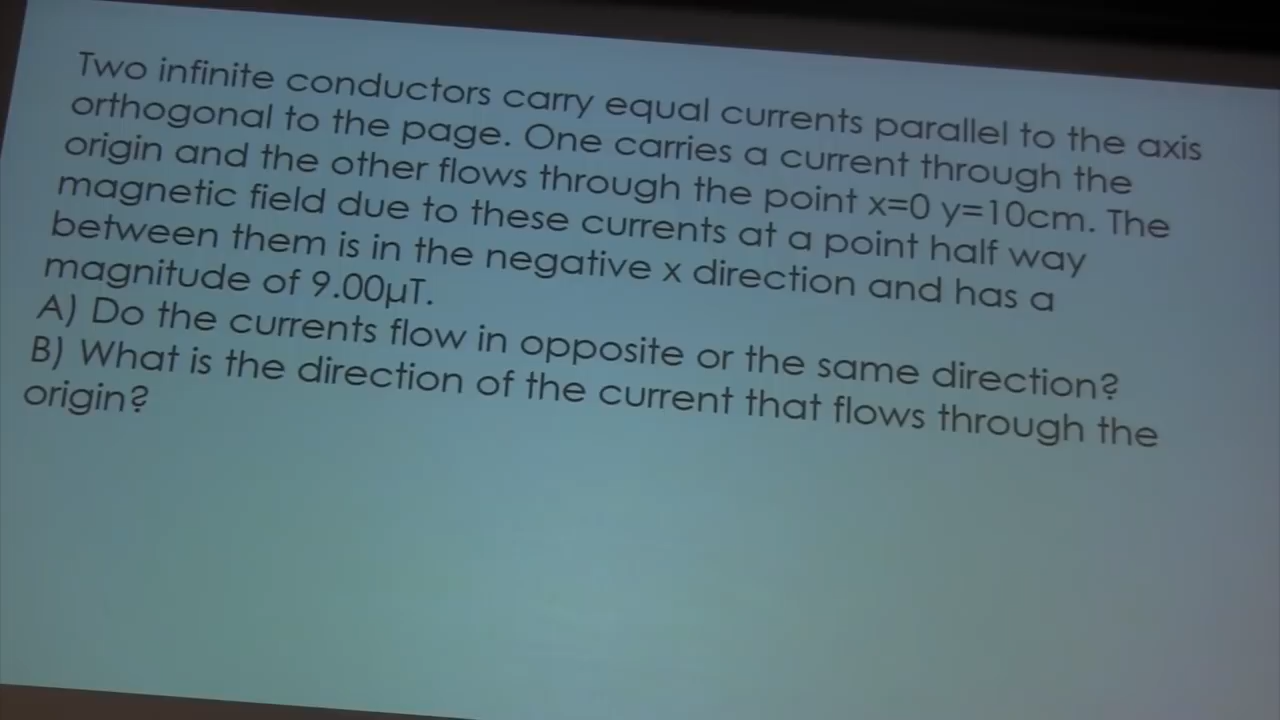 Two infinite conductors carry equal currents parallel to the axis
orthogonal to the page. One carries a current through the
origin and the other flows through the point x=0 y=10cm. The
magnetic field due to these currents at a point half way
between them is in the negative x direction and has a
magnitude of 9.00µT.
A) Do the currents flow in opposite or the same direction?
B) What is the direction of the current that flows through the
origin?